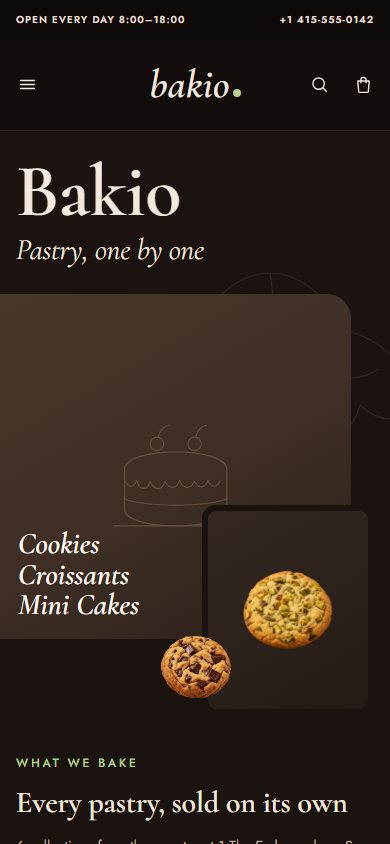 OPEN EVERY DAY 8:00–18:00
+1 415-555-0142
bakio.
Bakio
Pastry, one by one
Cookies
Croissants
Mini Cakes
WHAT WE BAKE
Every pastry, sold on its own